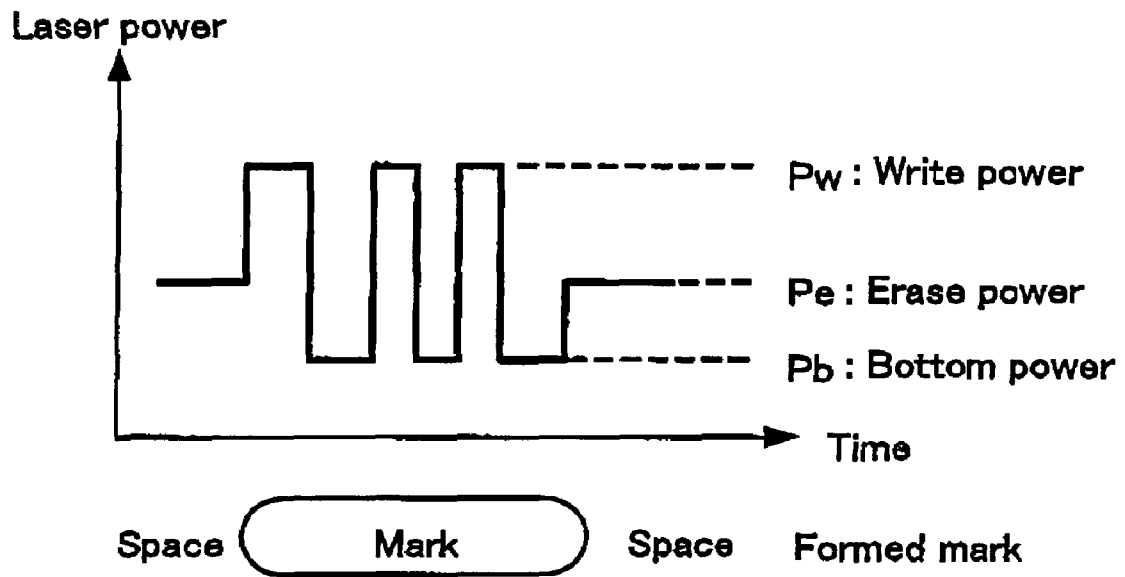 Laser power
Pw : Write power
Pe : Erase power
Pb : Bottom power
Time
Space Mark Space Formed mark